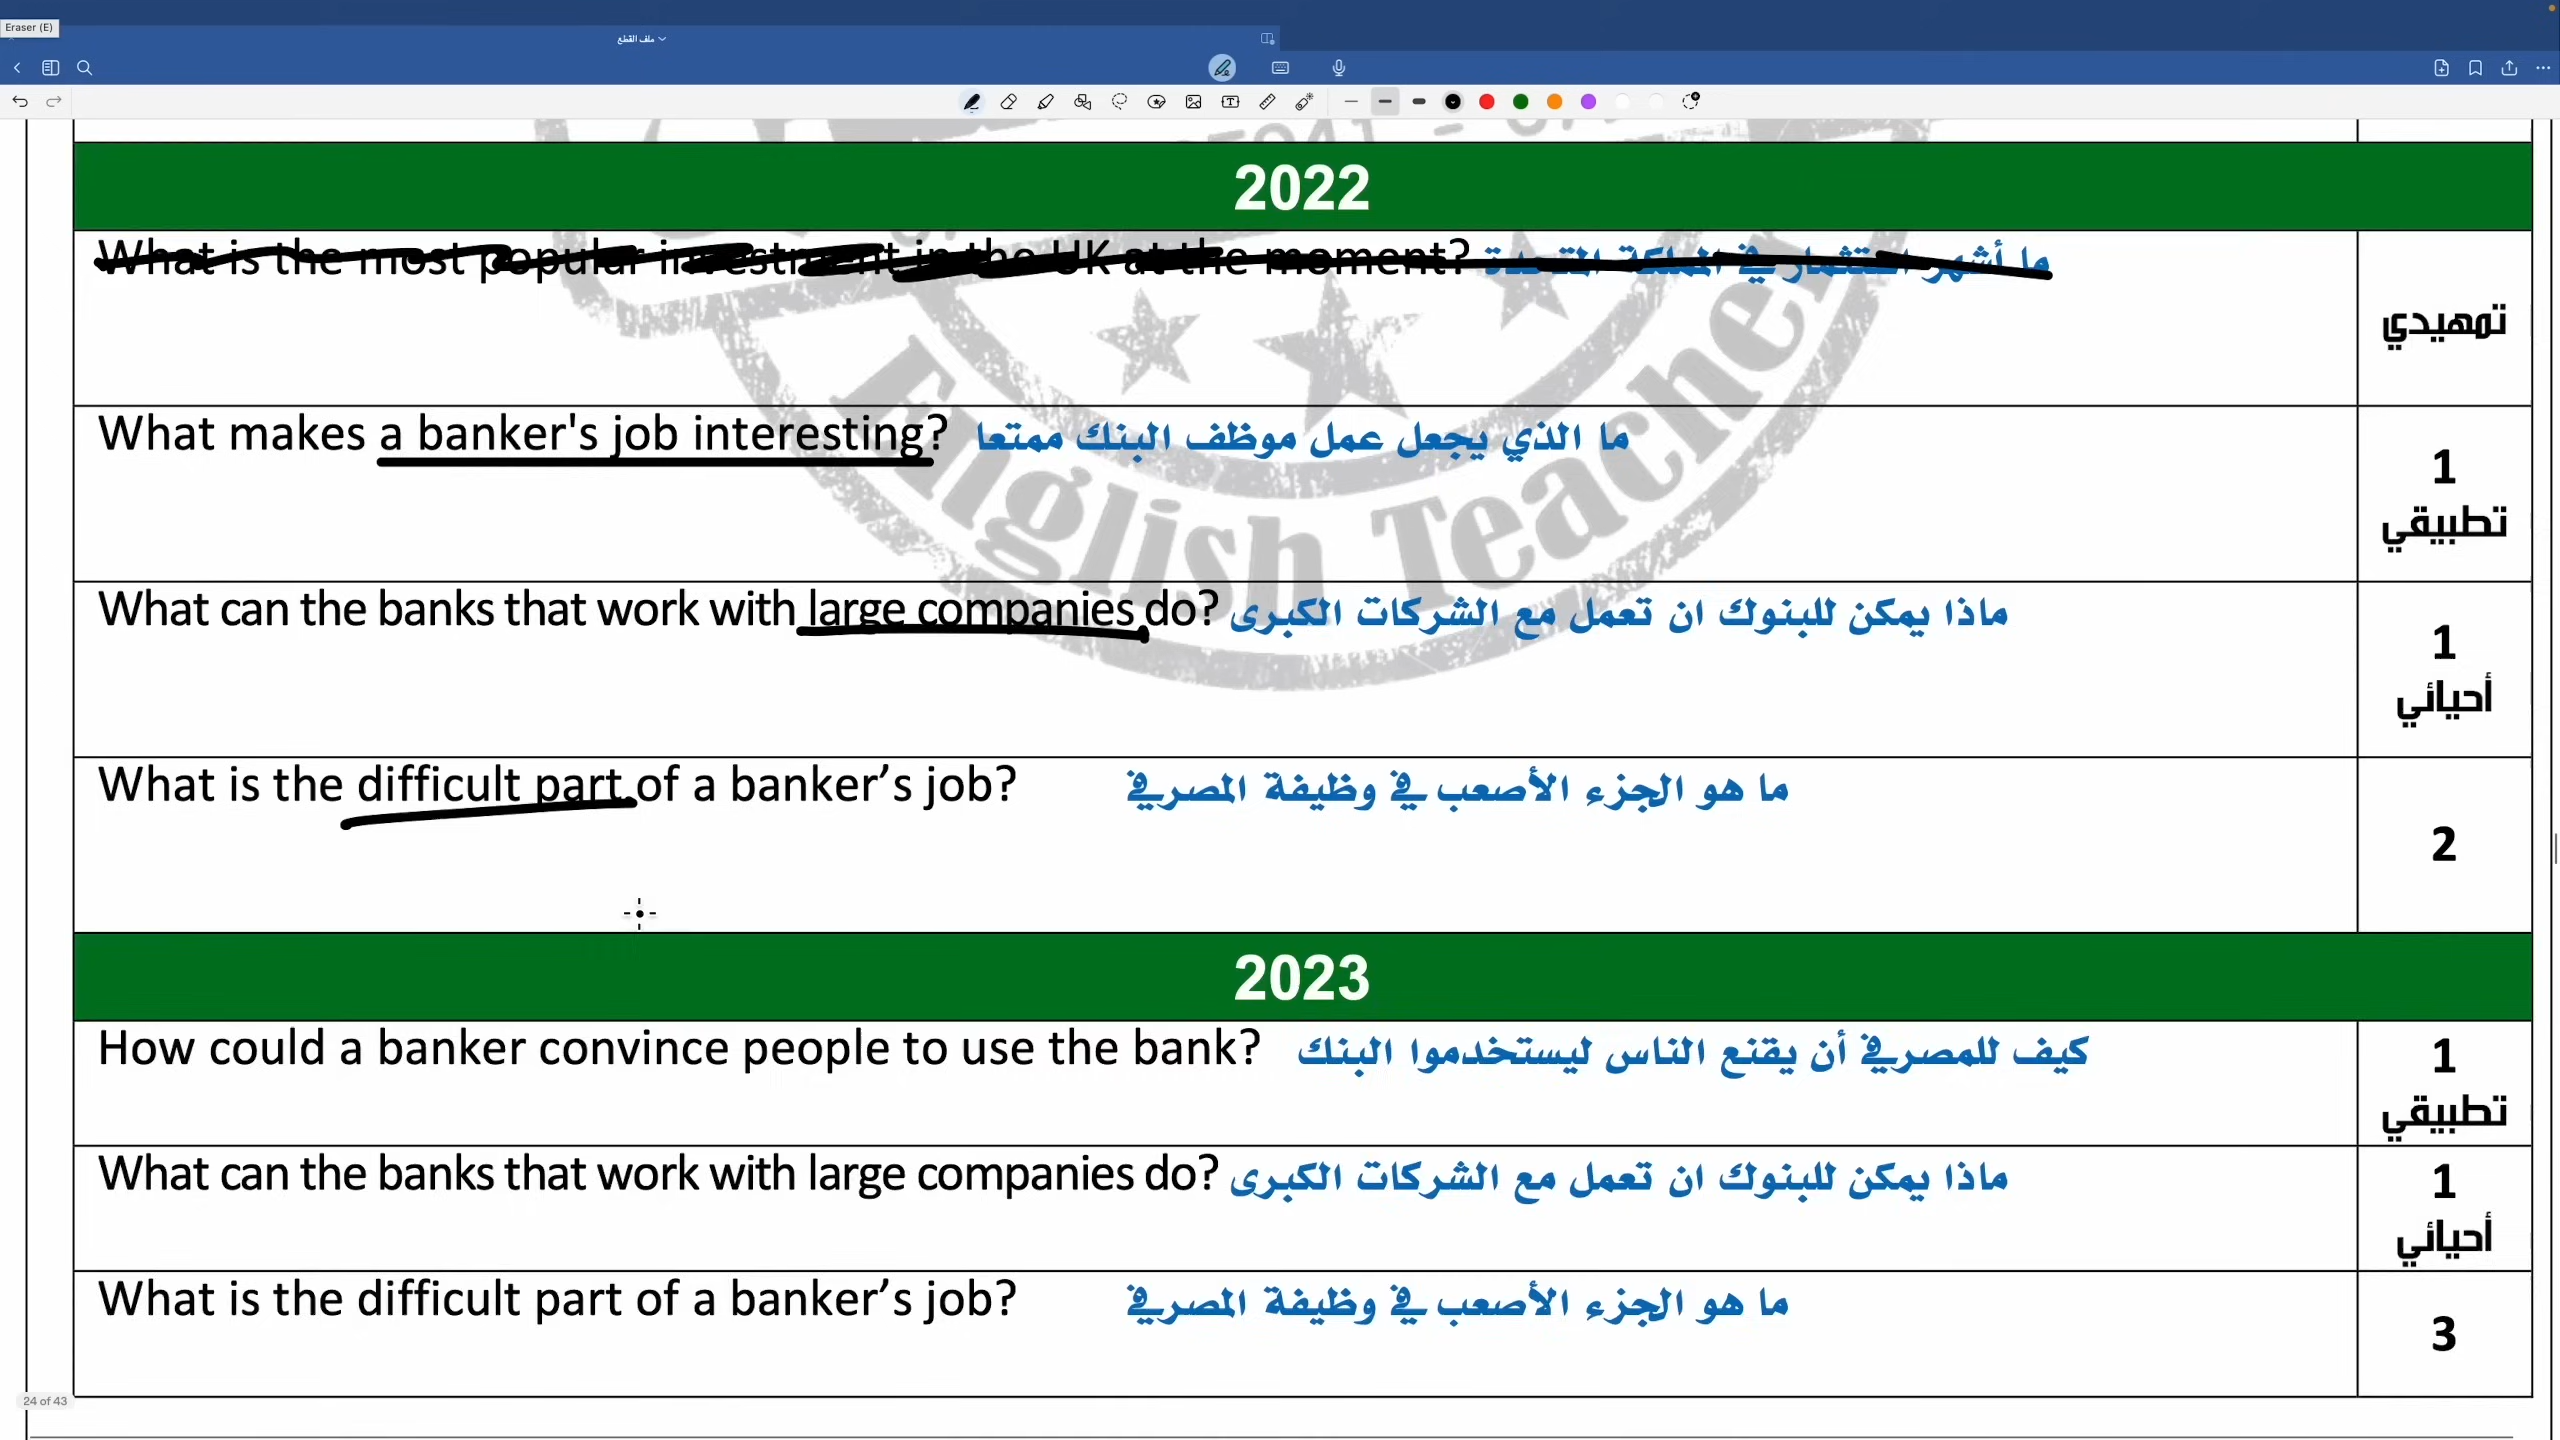 Eraser (E)
ملف القطع
2022
What is the most popular investment in the UK at the moment? ما أشهر استثمار في المملكة المتحدة
تمهيدي
What makes a banker's job interesting? ما الذي يجعل عمل موظف البنك ممتعا
1
تطبيقي
What can the banks that work with large companies do? ماذا يمكن للبنوك ان تعمل مع الشركات الكبرى
1
أحيائي
What is the difficult part of a banker’s job? ما هو الجزء الأصعب في وظيفة المصرفي
2
English Teacher
2023
How could a banker convince people to use the bank? كيف للمصرفي أن يقنع الناس ليستخدموا البنك
1
تطبيقي
What can the banks that work with large companies do? ماذا يمكن للبنوك ان تعمل مع الشركات الكبرى
1
أحيائي
What is the difficult part of a banker’s job? ما هو الجزء الأصعب في وظيفة المصرفي
3
24 of 43